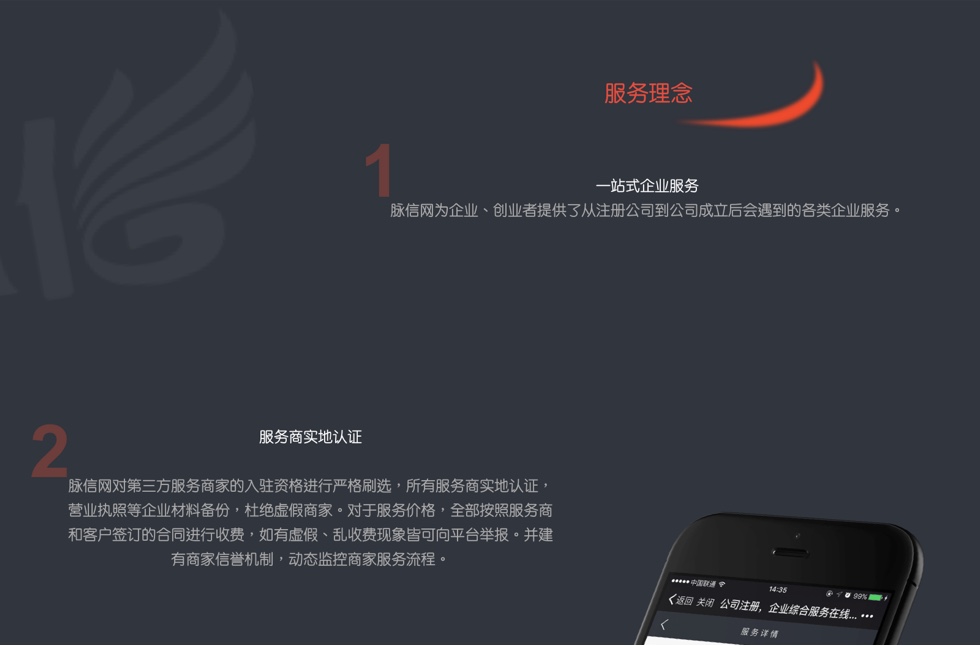 服务理念
1
一站式企业服务
脉信网为企业、创业者提供了从注册公司到公司成立后会遇到的各类企业服务。
信
2
服务商实地认证
脉信网对第三方服务商家的入驻资格进行严格刷选，所有服务商实地认证，
营业执照等企业材料备份，杜绝虚假商家。对于服务价格，全部按照服务商
和客户签订的合同进行收费，如有虚假、乱收费现象皆可向平台举报。并建
有商家信誉机制，动态监控商家服务流程。
中国联通
14:35
99%
返回 关闭 公司注册，企业综合服务在线...
服务详情